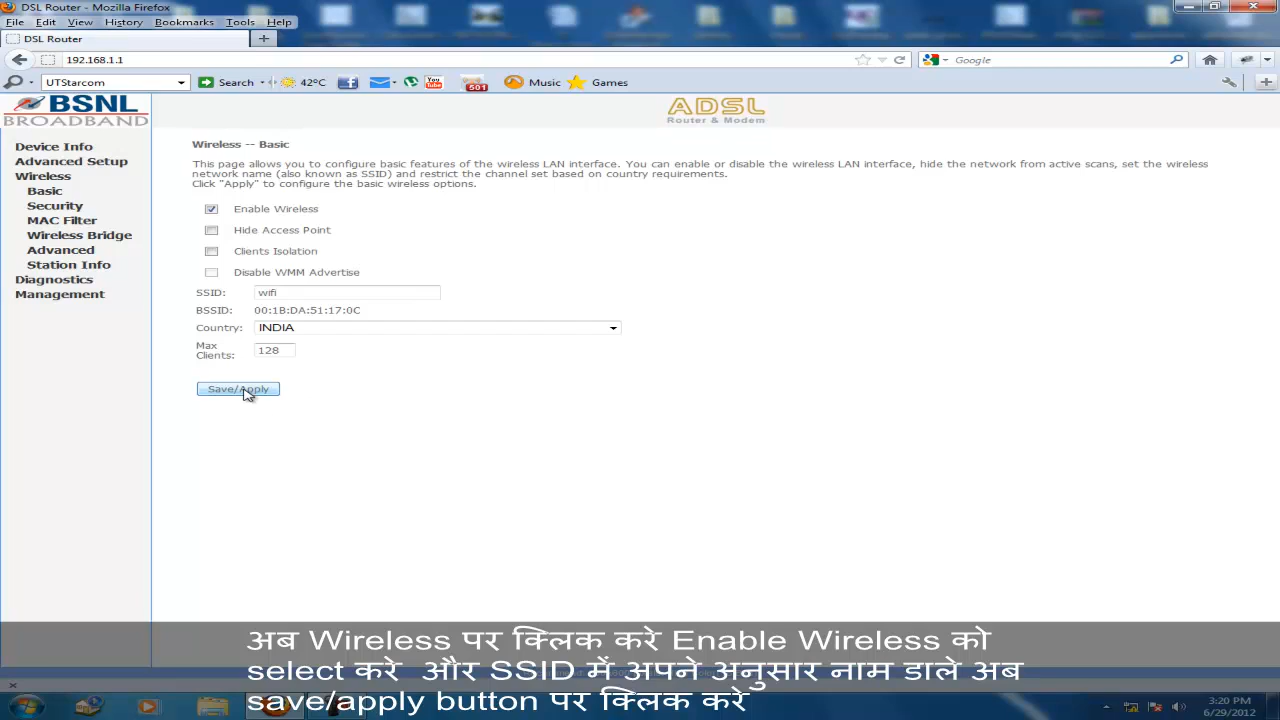 DSL Router - Mozilla Firefox
File Edit View History Bookmarks Tools Help
DSL Router
192.168.1.1
Google
UTStarcom
Search
42°C
You Tube
501
Music
Games
BSNL
BROADBAND
ADSL
Router & Modem
Device Info
Advanced Setup
Wireless
Basic
Security
MAC Filter
Wireless Bridge
Advanced
Station Info
Diagnostics
Management
Wireless -- Basic
This page allows you to configure basic features of the wireless LAN interface. You can enable or disable the wireless LAN interface, hide the network from active scans, set the wireless
network name (also known as SSID) and restrict the channel set based on country requirements.
Click "Apply" to configure the basic wireless options.
Enable Wireless
Hide Access Point
Clients Isolation
Disable WMM Advertise
SSID: wifi
BSSID: 00:1B:DA:51:17:0C
Country: INDIA
Max
Clients: 128
Save/Apply
अब Wireless पर क्लिक करे Enable Wireless को
select करे और SSID में अपने अनुसार नाम डाले अब
save/apply button पर क्लिक करे
3:20 PM
6/29/2012